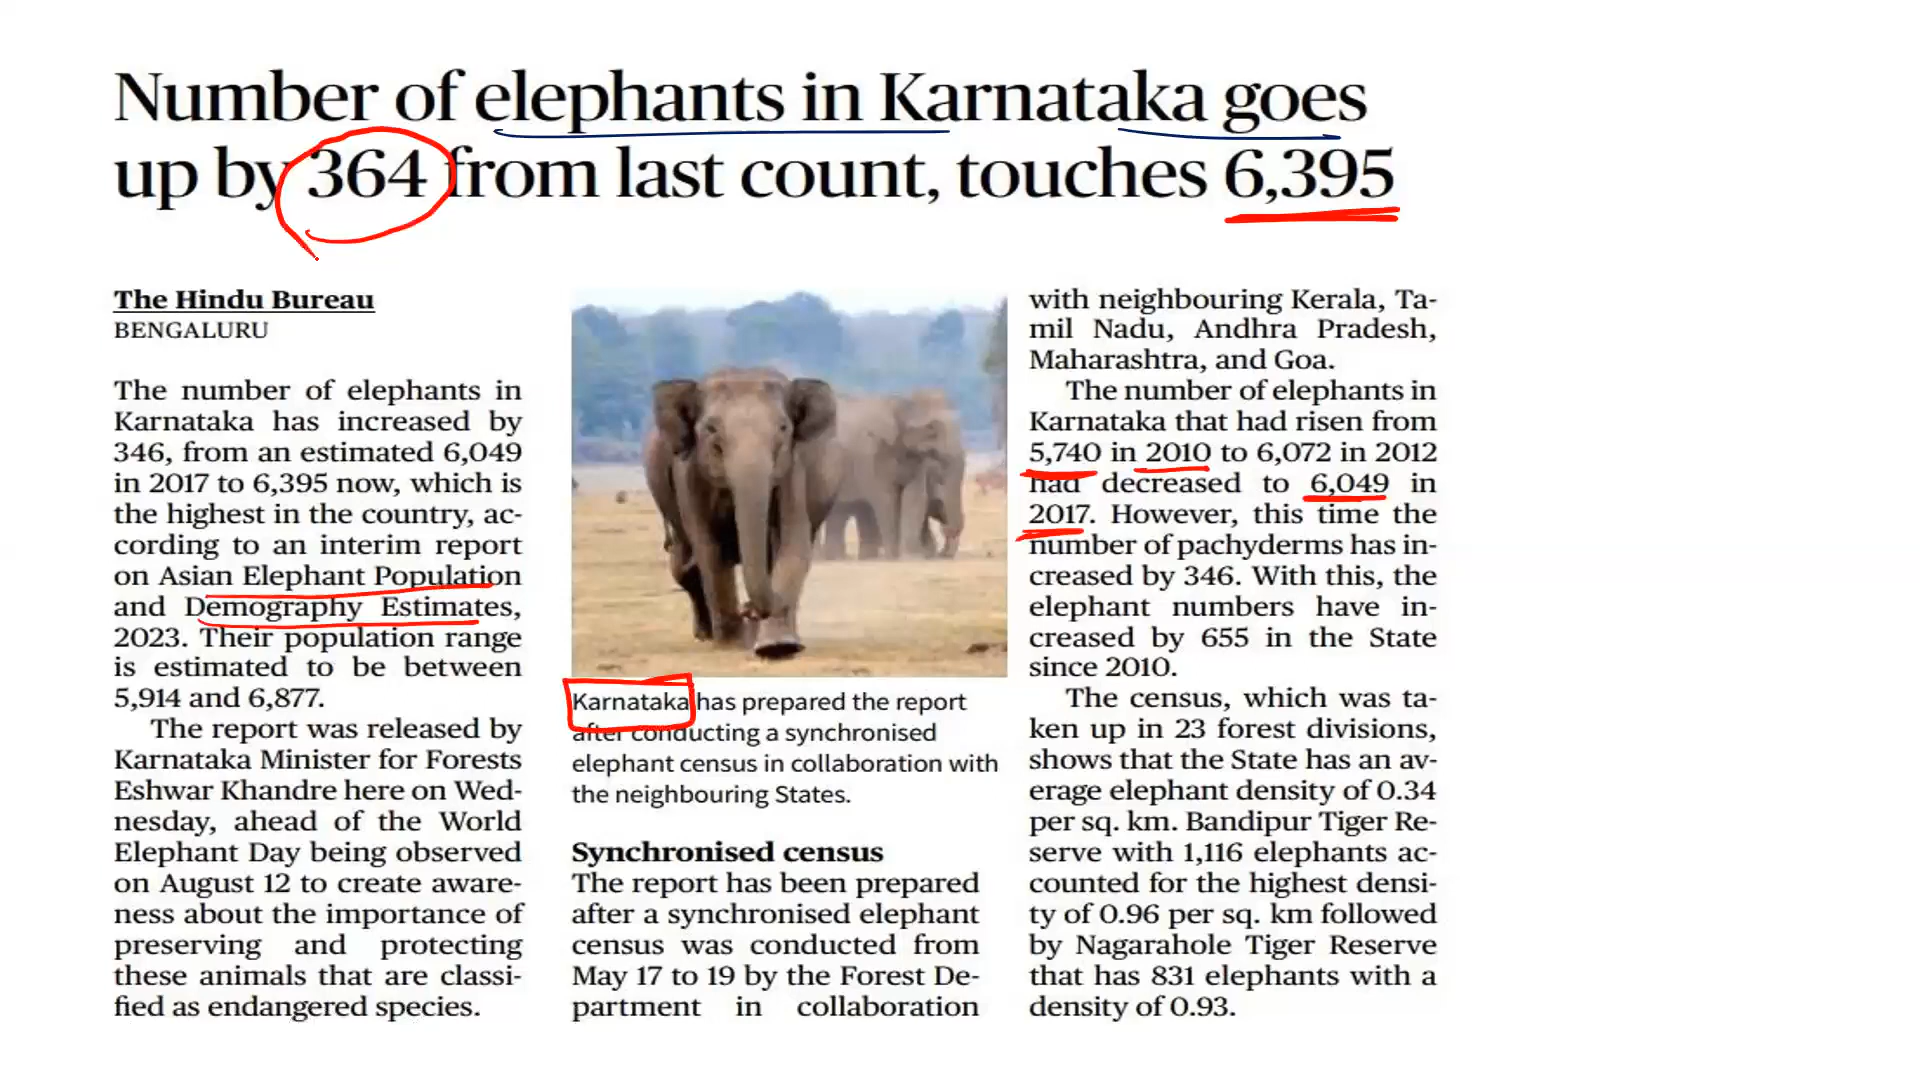 Number of elephants in Karnataka goes
up by 364 from last count, touches 6,395
The Hindu Bureau
BENGALURU
The number of elephants in
Karnataka has increased by
346, from an estimated 6,049
in 2017 to 6,395 now, which is
the highest in the country, ac-
cording to an interim report
on Asian Elephant Population
and Demography Estimates,
2023. Their population range
is estimated to be between
5,914 and 6,877.
The report was released by
Karnataka Minister for Forests
Eshwar Khandre here on Wed-
nesday, ahead of the World
Elephant Day being observed
on August 12 to create aware-
ness about the importance of
preserving and protecting
these animals that are classi-
fied as endangered species.
Karnataka has prepared the report
after conducting a synchronised
elephant census in collaboration with
the neighbouring States.
Synchronised census
The report has been prepared
after a synchronised elephant
census was conducted from
May 17 to 19 by the Forest De-
partment in collaboration
with neighbouring Kerala, Ta-
mil Nadu, Andhra Pradesh,
Maharashtra, and Goa.
The number of elephants in
Karnataka that had risen from
5,740 in 2010 to 6,072 in 2012
had decreased to 6,049 in
2017. However, this time the
number of pachyderms has in-
creased by 346. With this, the
elephant numbers have in-
creased by 655 in the State
since 2010.
The census, which was ta-
ken up in 23 forest divisions,
shows that the State has an av-
erage elephant density of 0.34
per sq. km. Bandipur Tiger Re-
serve with 1,116 elephants ac-
counted for the highest densi-
ty of 0.96 per sq. km followed
by Nagarahole Tiger Reserve
that has 831 elephants with a
density of 0.93.